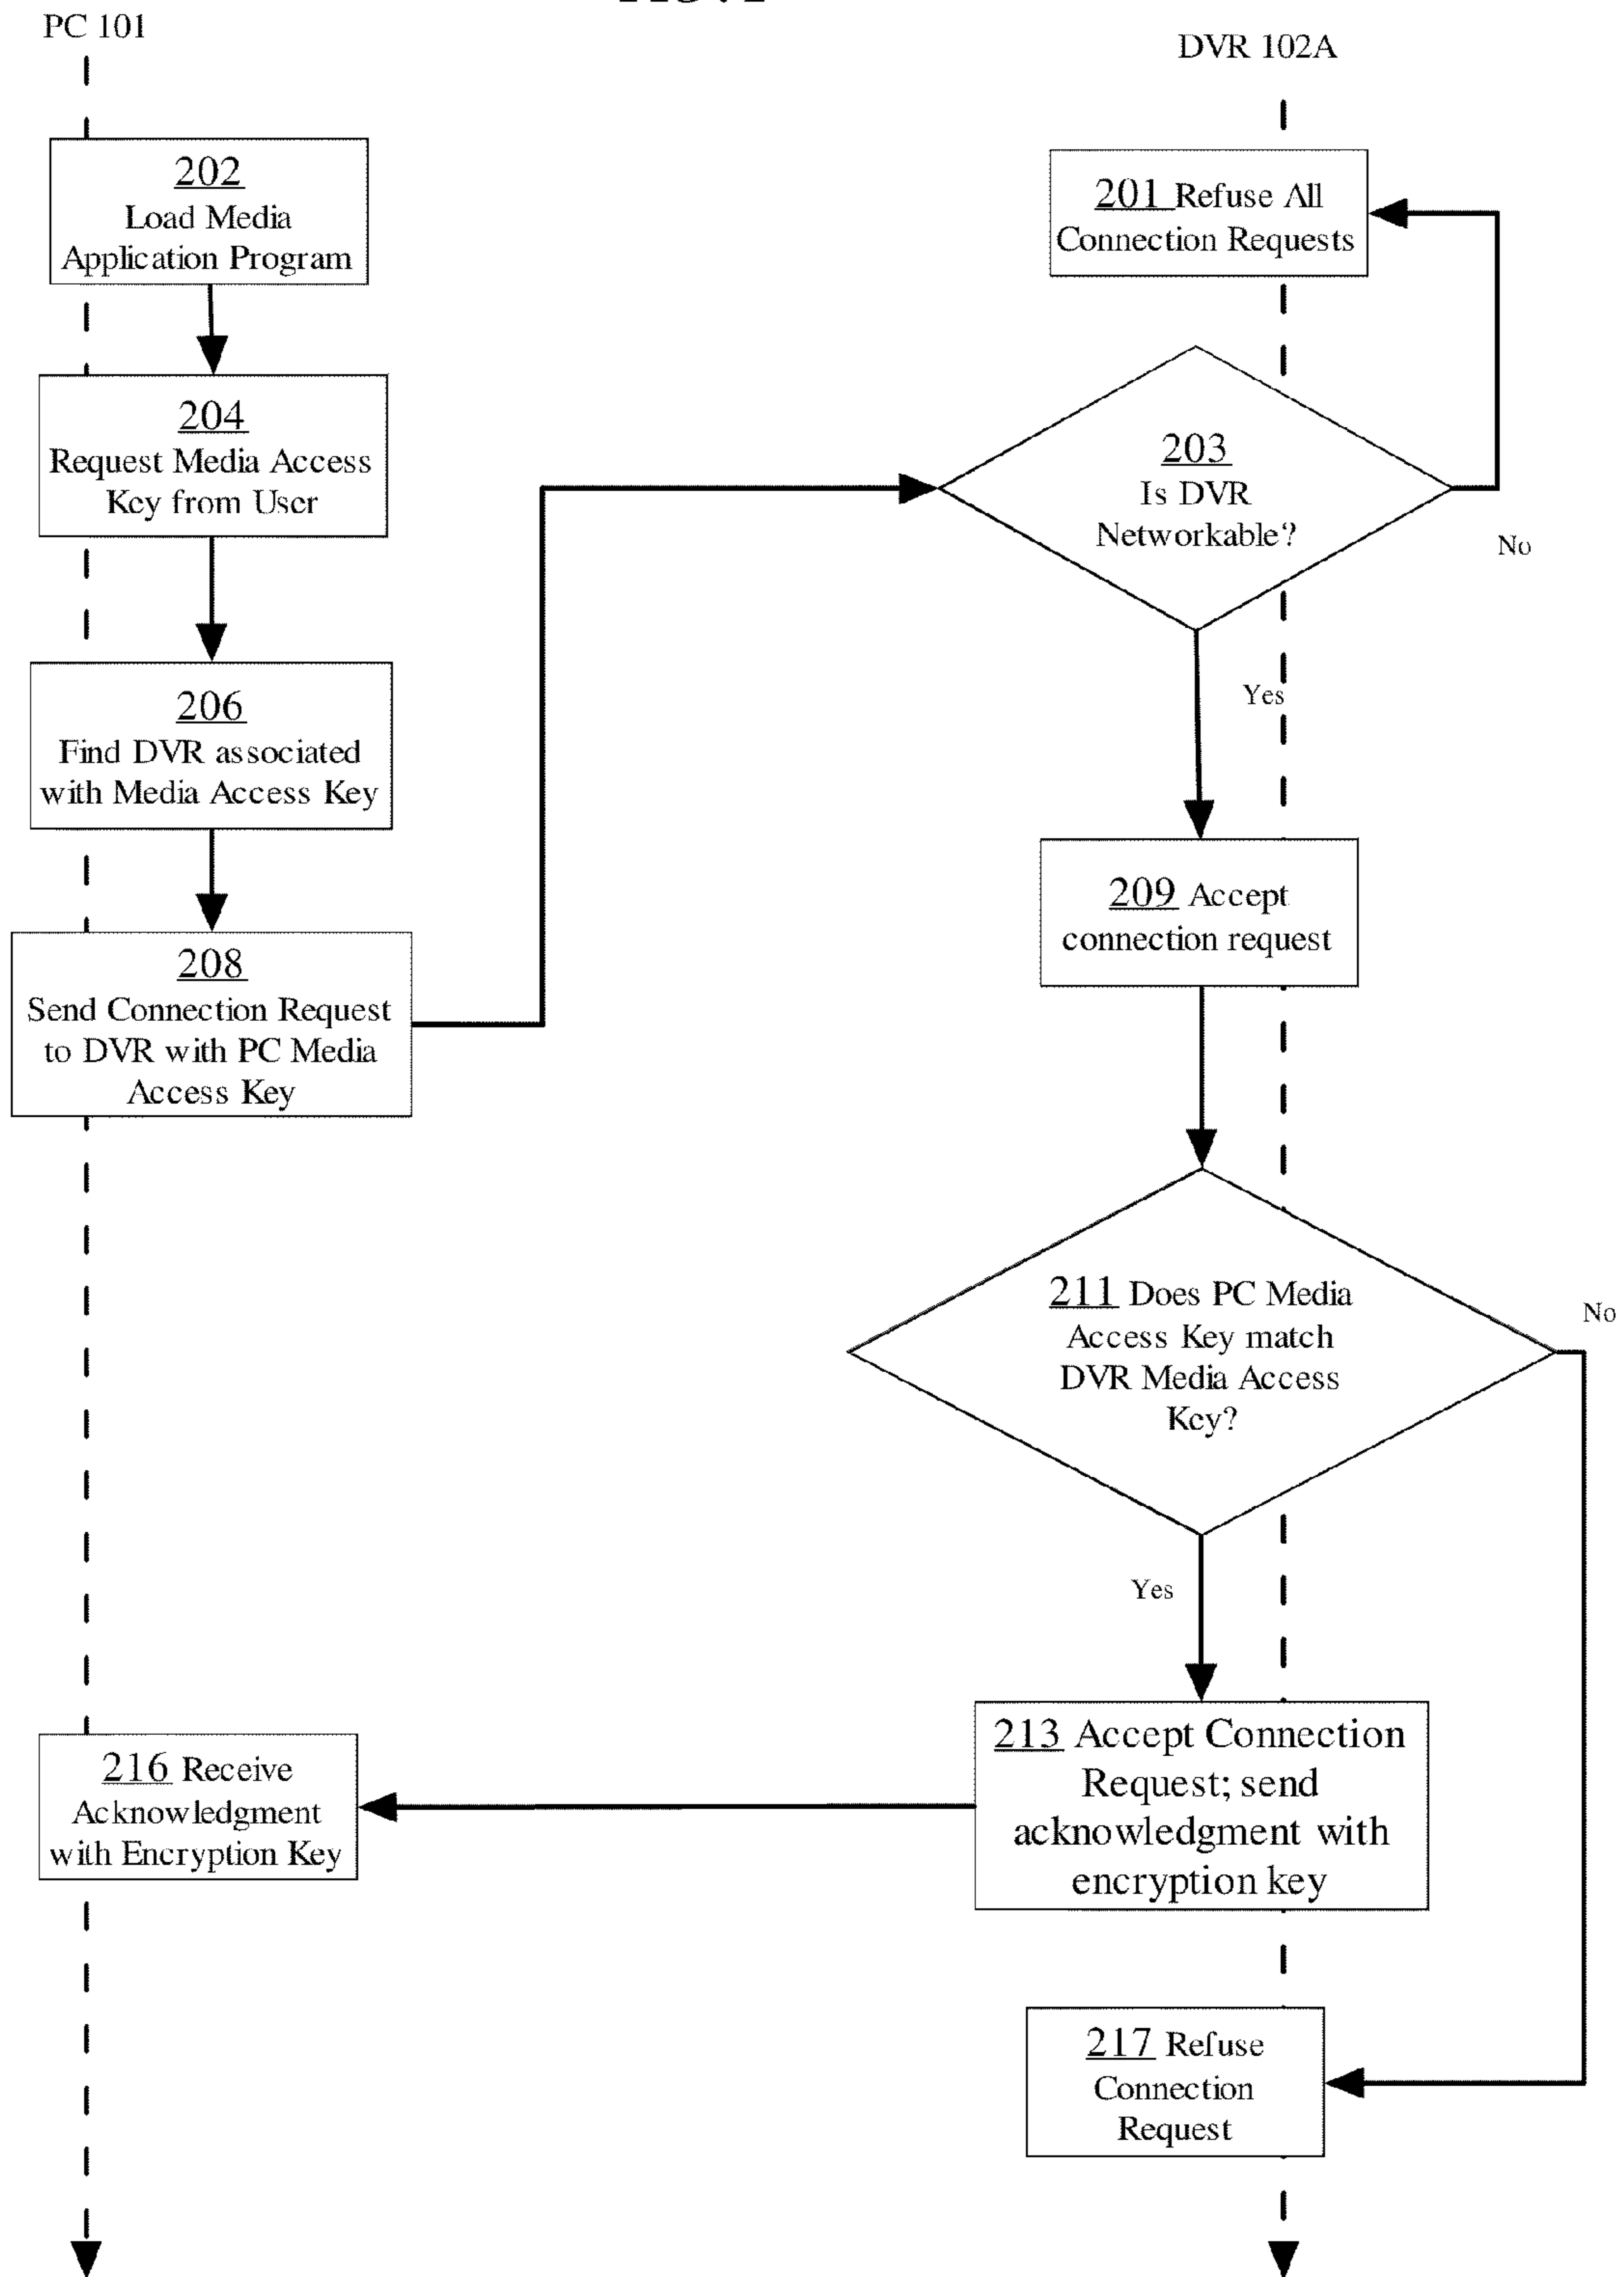 PC 101
DVR 102A
202
Load Media
Application Program
201 Refuse All
Connection Requests
204
Request Media Access
Key from User
203
Is DVR
Networkable?
No
Yes
206
Find DVR associated
with Media Access Key
209 Accept
connection request
208
Send Connection Request
to DVR with PC Media
Access Key
211 Does PC Media
Access Key match
DVR Media Access
Key?
No
Yes
213 Accept Connection
Request; send
acknowledgment with
encryption key
216 Receive
Acknowledgment
with Encryption Key
217 Refuse
Connection
Request